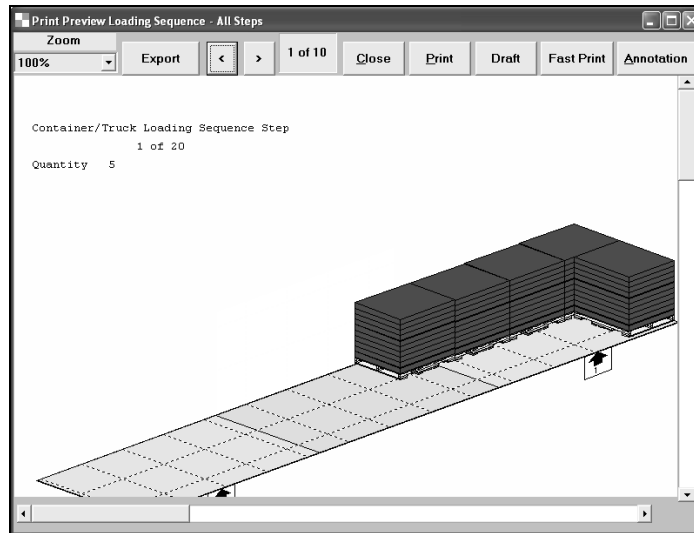 Print Preview Loading Sequence - All Steps
Zoom
100%
Export
<
>
1 of 10
Close
Print
Draft
Fast Print
Annotation
Container/Truck Loading Sequence Step
1 of 20
Quantity 5
1